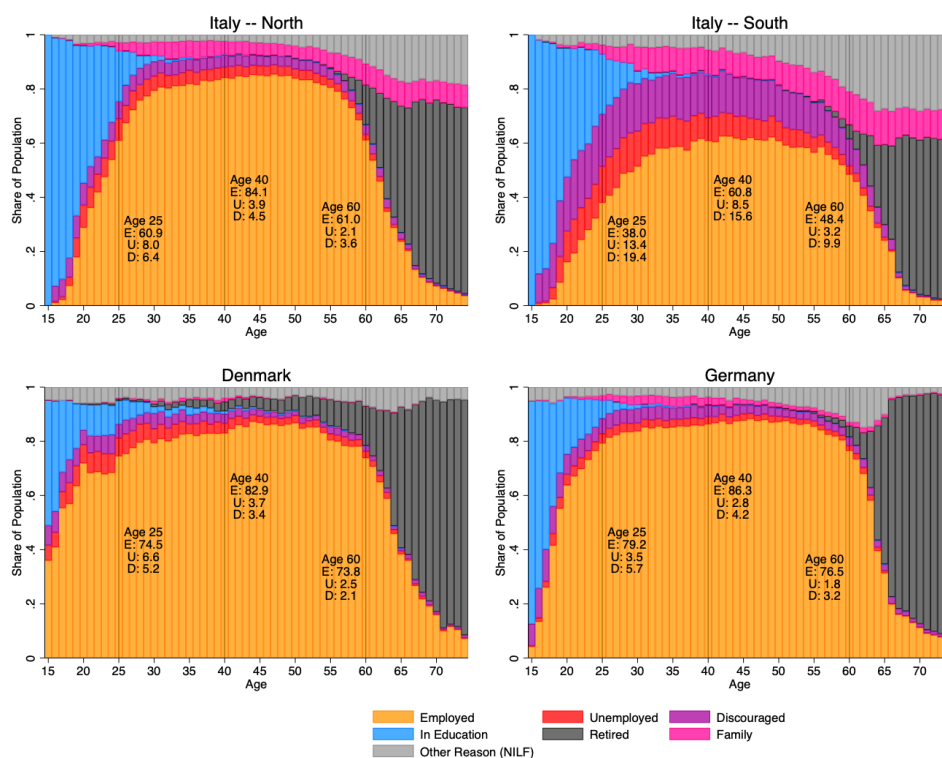 Italy -- North
Share of Population
0 .2 .4 .6 .8 1
Age 25
E: 60.9
U: 8.0
D: 6.4
Age 40
E: 84.1
U: 3.9
D: 4.5
Age 60
E: 61.0
U: 2.1
D: 3.6
15 20 25 30 35 40 45 50 55 60 65 70
Age
Italy -- South
Share of Population
0 .2 .4 .6 .8 1
Age 25
E: 38.0
U: 13.4
D: 19.4
Age 40
E: 60.8
U: 8.5
D: 15.6
Age 60
E: 48.4
U: 3.2
D: 9.9
15 20 25 30 35 40 45 50 55 60 65 70
Age
Denmark
Share of Population
0 .2 .4 .6 .8 1
Age 25
E: 74.5
U: 6.6
D: 5.2
Age 40
E: 82.9
U: 3.7
D: 3.4
Age 60
E: 73.8
U: 2.5
D: 2.1
15 20 25 30 35 40 45 50 55 60 65 70
Age
Germany
Share of Population
0 .2 .4 .6 .8 1
Age 25
E: 79.2
U: 3.5
D: 5.7
Age 40
E: 86.3
U: 2.8
D: 4.2
Age 60
E: 76.5
U: 1.8
D: 3.2
15 20 25 30 35 40 45 50 55 60 65 70
Age
Employed Unemployed Discouraged
In Education Retired Family
Other Reason (NILF)